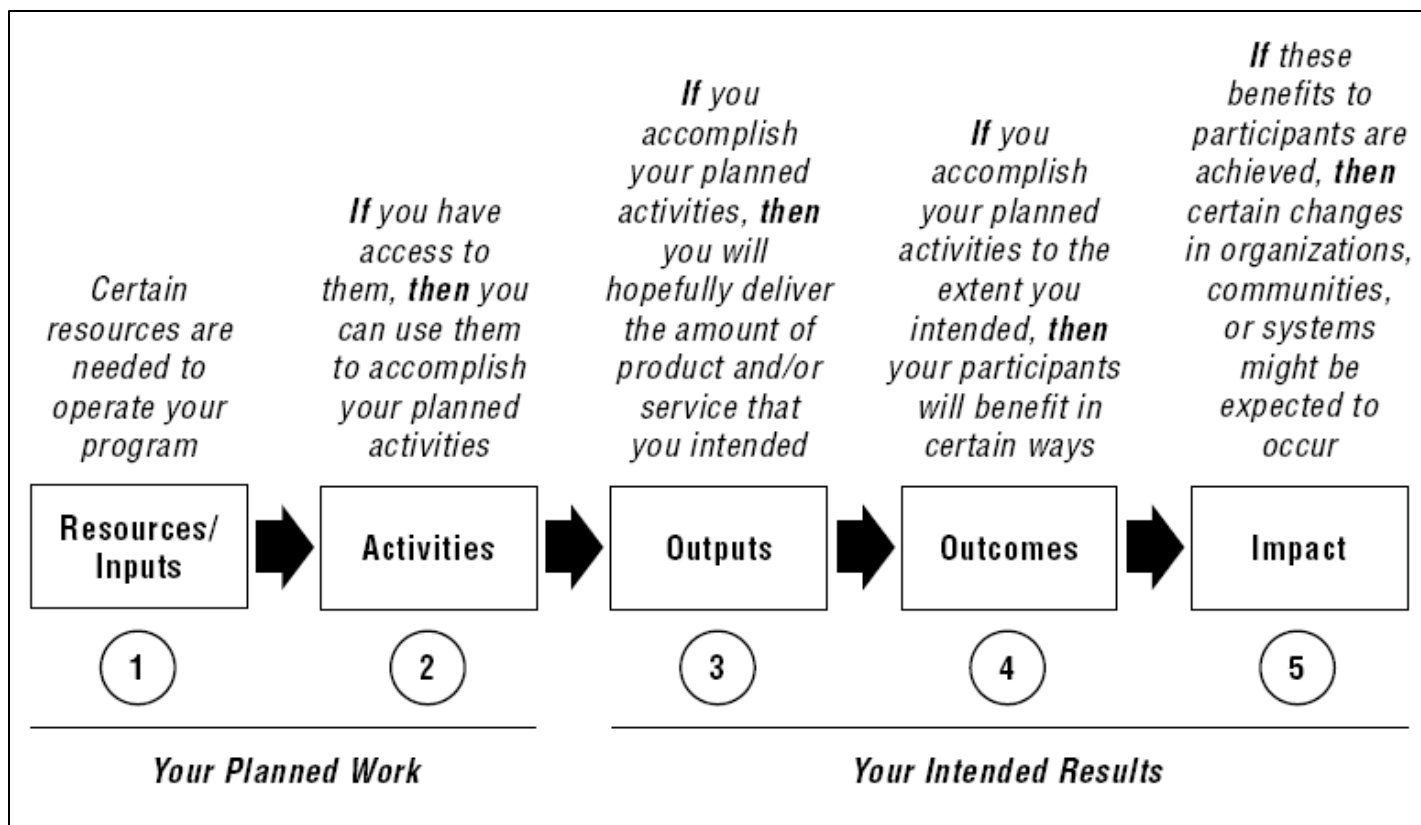 Certain
resources are
needed to
operate your
program
If you have
access to
them, then you
can use them
to accomplish
your planned
activities
If you
accomplish
your planned
activities, then
you will
hopefully deliver
the amount of
product and/or
service that
you intended
If you
accomplish
your planned
activities to the
extent you
intended, then
your participants
will benefit in
certain ways
If these
benefits to
participants are
achieved, then
certain changes
in organizations,
communities,
or systems
might be
expected to
occur
Resources/
Inputs
Activities
Outputs
Outcomes
Impact
1
2
3
4
5
Your Planned Work
Your Intended Results